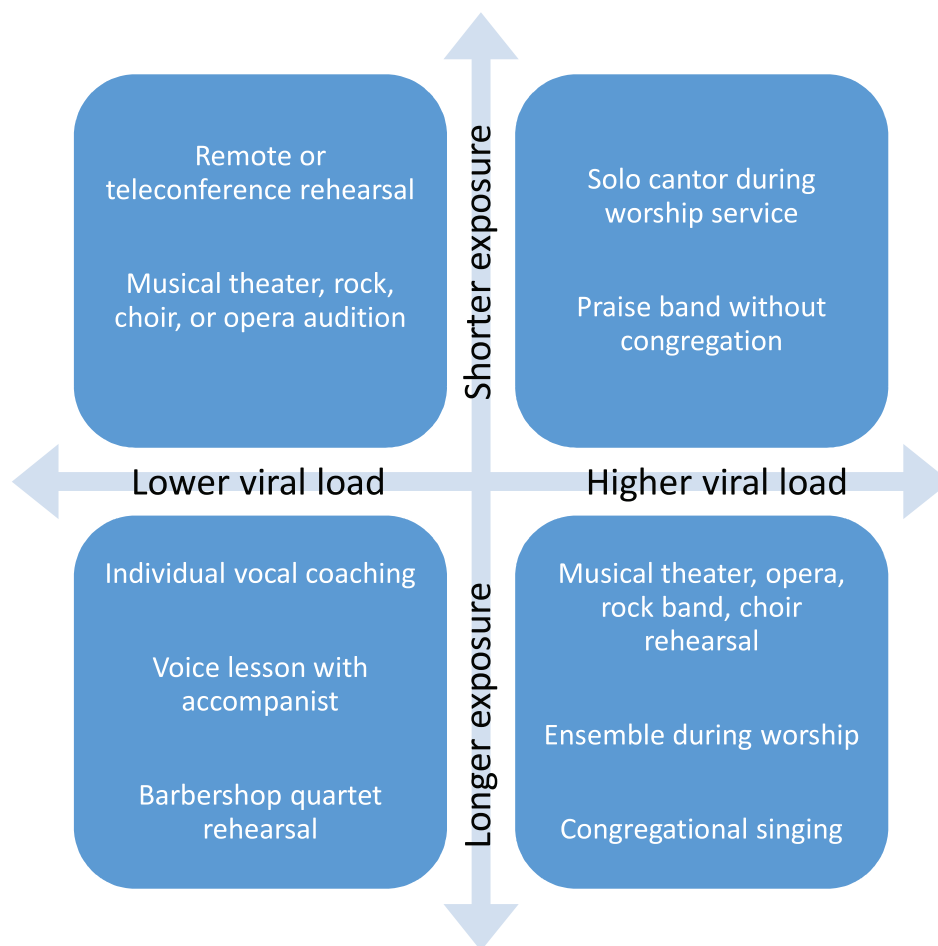 Remote or
teleconference rehearsal
Musical theater, rock,
choir, or opera audition
Shorter exposure
Solo cantor during
worship service
Praise band without
congregation
Lower viral load
Higher viral load
Individual vocal coaching
Voice lesson with
accompanist
Barbershop quartet
rehearsal
Longer exposure
Musical theater, opera,
rock band, choir
rehearsal
Ensemble during worship
Congregational singing